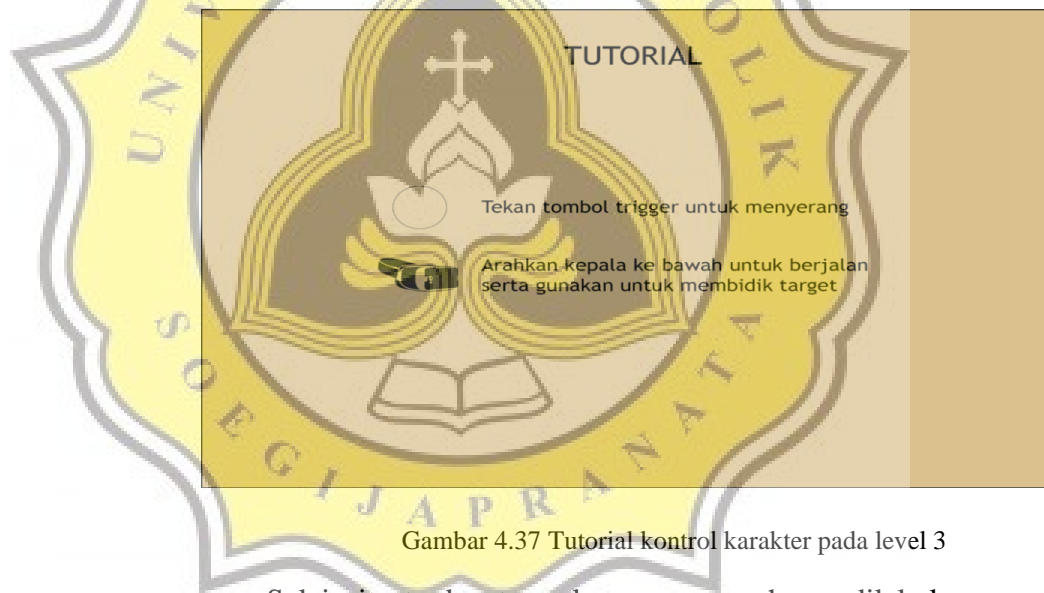 TUTORIAL
Tekan tombol trigger untuk menyerang
Arahkan kepala ke bawah untuk berjalan
serta gunakan untuk membidik target
SOEGIJAPRANATA
Gambar 4.37 Tutorial kontrol karakter pada level 3